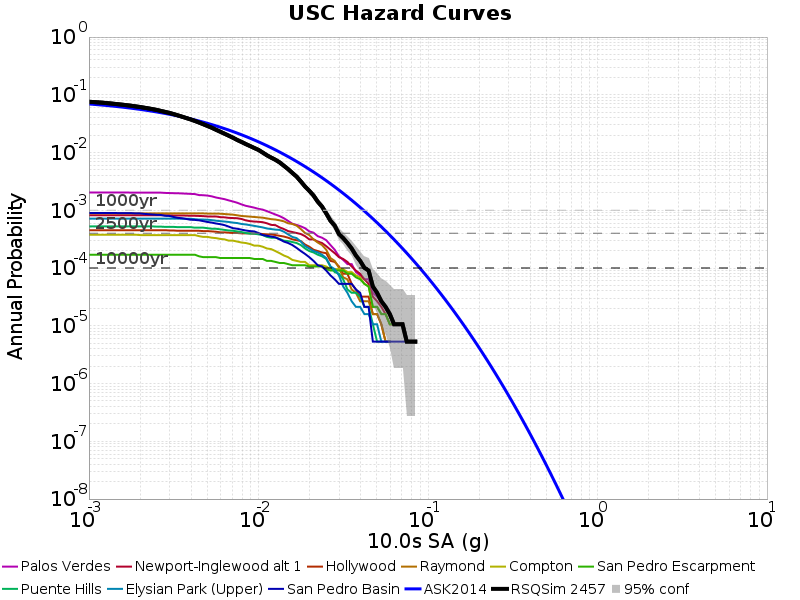 USC Hazard Curves
Annual Probability
10^0
10^-1
10^-2
10^-3
10^-4
10^-5
10^-6
10^-7
10^-8
1000yr
2500yr
10000yr
10^-3 10^-2 10^-1 10^0 10^1
10.0s SA (g)
Palos Verdes Newport-Inglewood alt 1 Hollywood Raymond Compton San Pedro Escarpment
Puente Hills Elysian Park (Upper) San Pedro Basin ASK2014 RSQSim 2457 95% conf